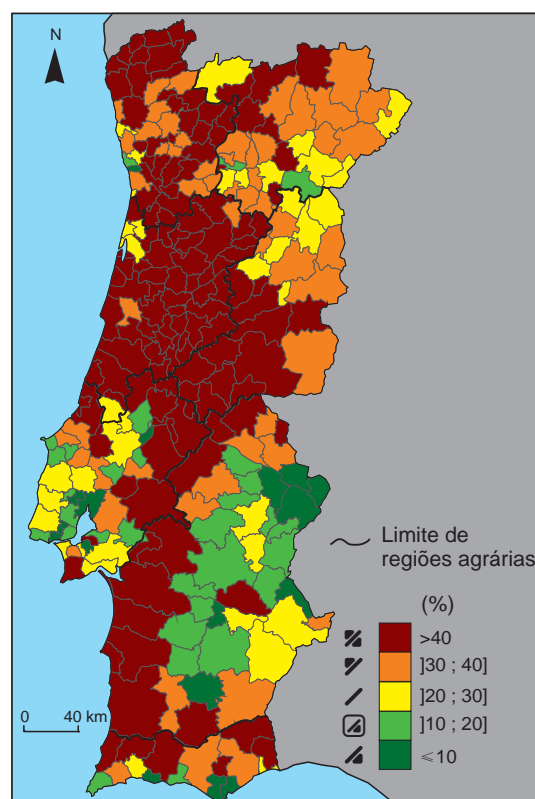 N
Limite de
regiões agrárias
(%)
>40
]30 ; 40]
]20 ; 30]
]10 ; 20]
⩽10
0 40 km